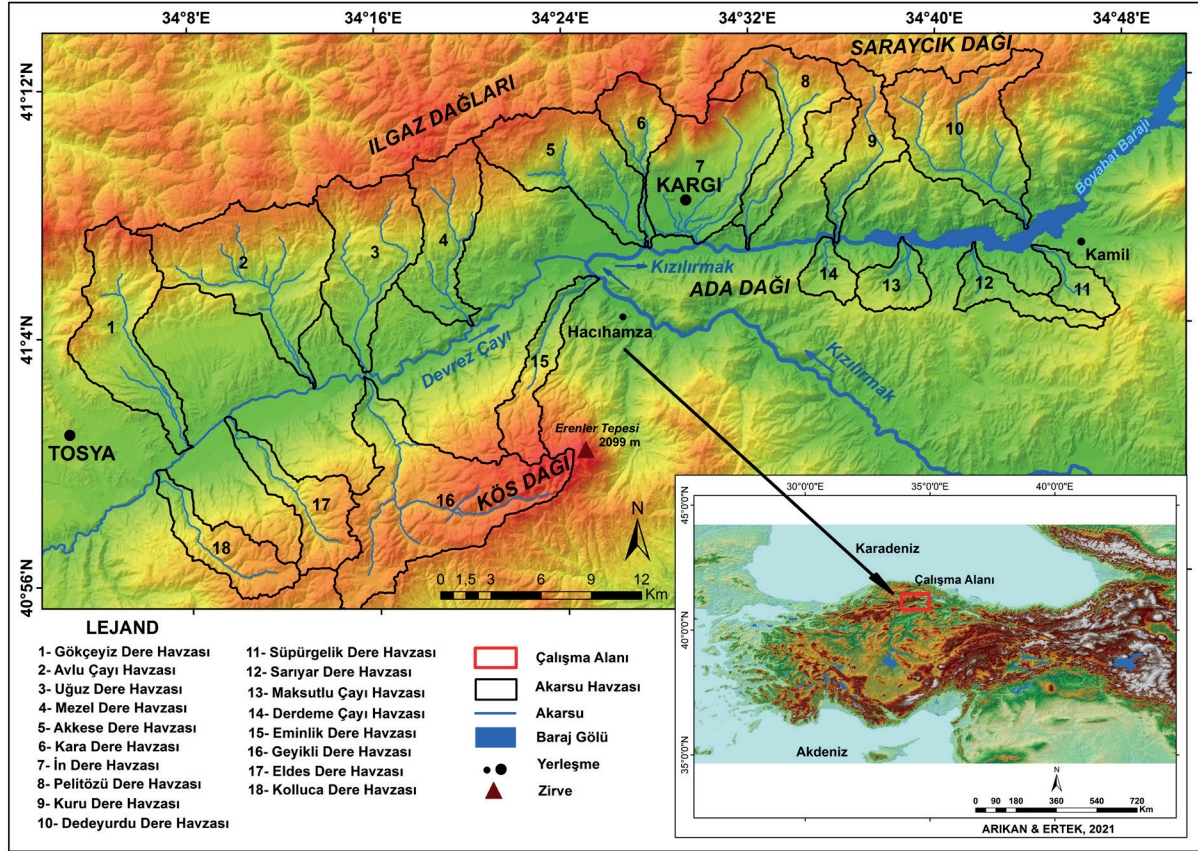 34°8'E 34°16'E 34°24'E 34°32'E 34°40'E 34°48'E
41°12'N
41°4'N
40°56'N
SARAYCIK DAĞI
ILGAZ DAĞLARI
Boyabat Barajı
8
6
10
5
9
7
KARGI
4
3
2
Kızılırmak
Kamil
ADA DAĞI
14
13
12
11
1
Hacıhamza
Devrez Çayı
15
Kızılırmak
TOSYA
Erenler Tepesi
2099 m
KÖS DAĞI
16
17
18
N
0 1,5 3 6 9 12
Km
LEJAND
1- Gökçeyiz Dere Havzası
2- Avlu Çayı Havzası
3- Uğuz Dere Havzası
4- Mezel Dere Havzası
5- Akkese Dere Havzası
6- Kara Dere Havzası
7- İn Dere Havzası
8- Pelitözü Dere Havzası
9- Kuru Dere Havzası
10- Dedeyurdu Dere Havzası
11- Süpürgelik Dere Havzası
12- Sarıyar Dere Havzası
13- Maksutlu Çayı Havzası
14- Derdeme Çayı Havzası
15- Eminlik Dere Havzası
16- Geyikli Dere Havzası
17- Eldes Dere Havzası
18- Kolluca Dere Havzası
Çalışma Alanı
Akarsu Havzası
Akarsu
Baraj Gölü
Yerleşme
Zirve
30°0'0"E 35°0'0"E 40°0'0"E
45°0'0"N
40°0'0"N
35°0'0"N
Karadeniz
Çalışma Alanı
Akdeniz
N
0 90 180 360 540 720
Km
ARIKAN & ERTEK, 2021